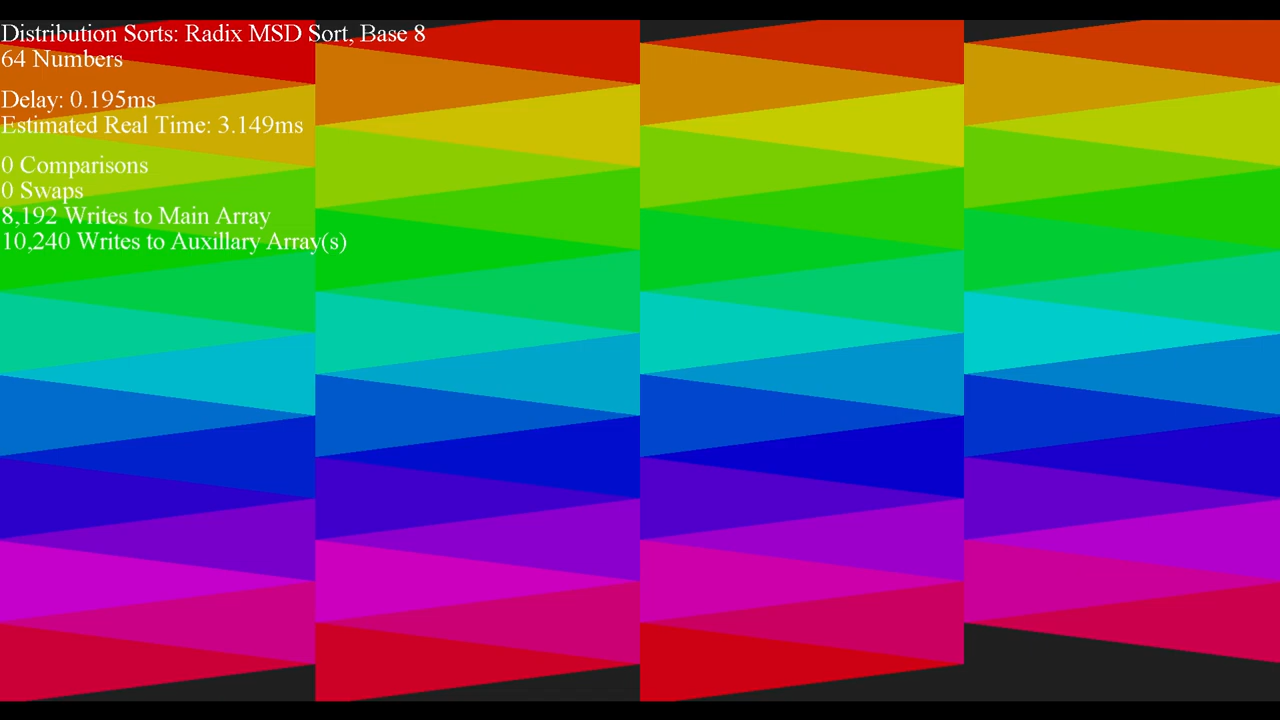 Distribution Sorts: Radix MSD Sort, Base 8
64 Numbers
Delay: 0.195ms
Estimated Real Time: 3.149ms
0 Comparisons
0 Swaps
8,192 Writes to Main Array
10,240 Writes to Auxillary Array(s)